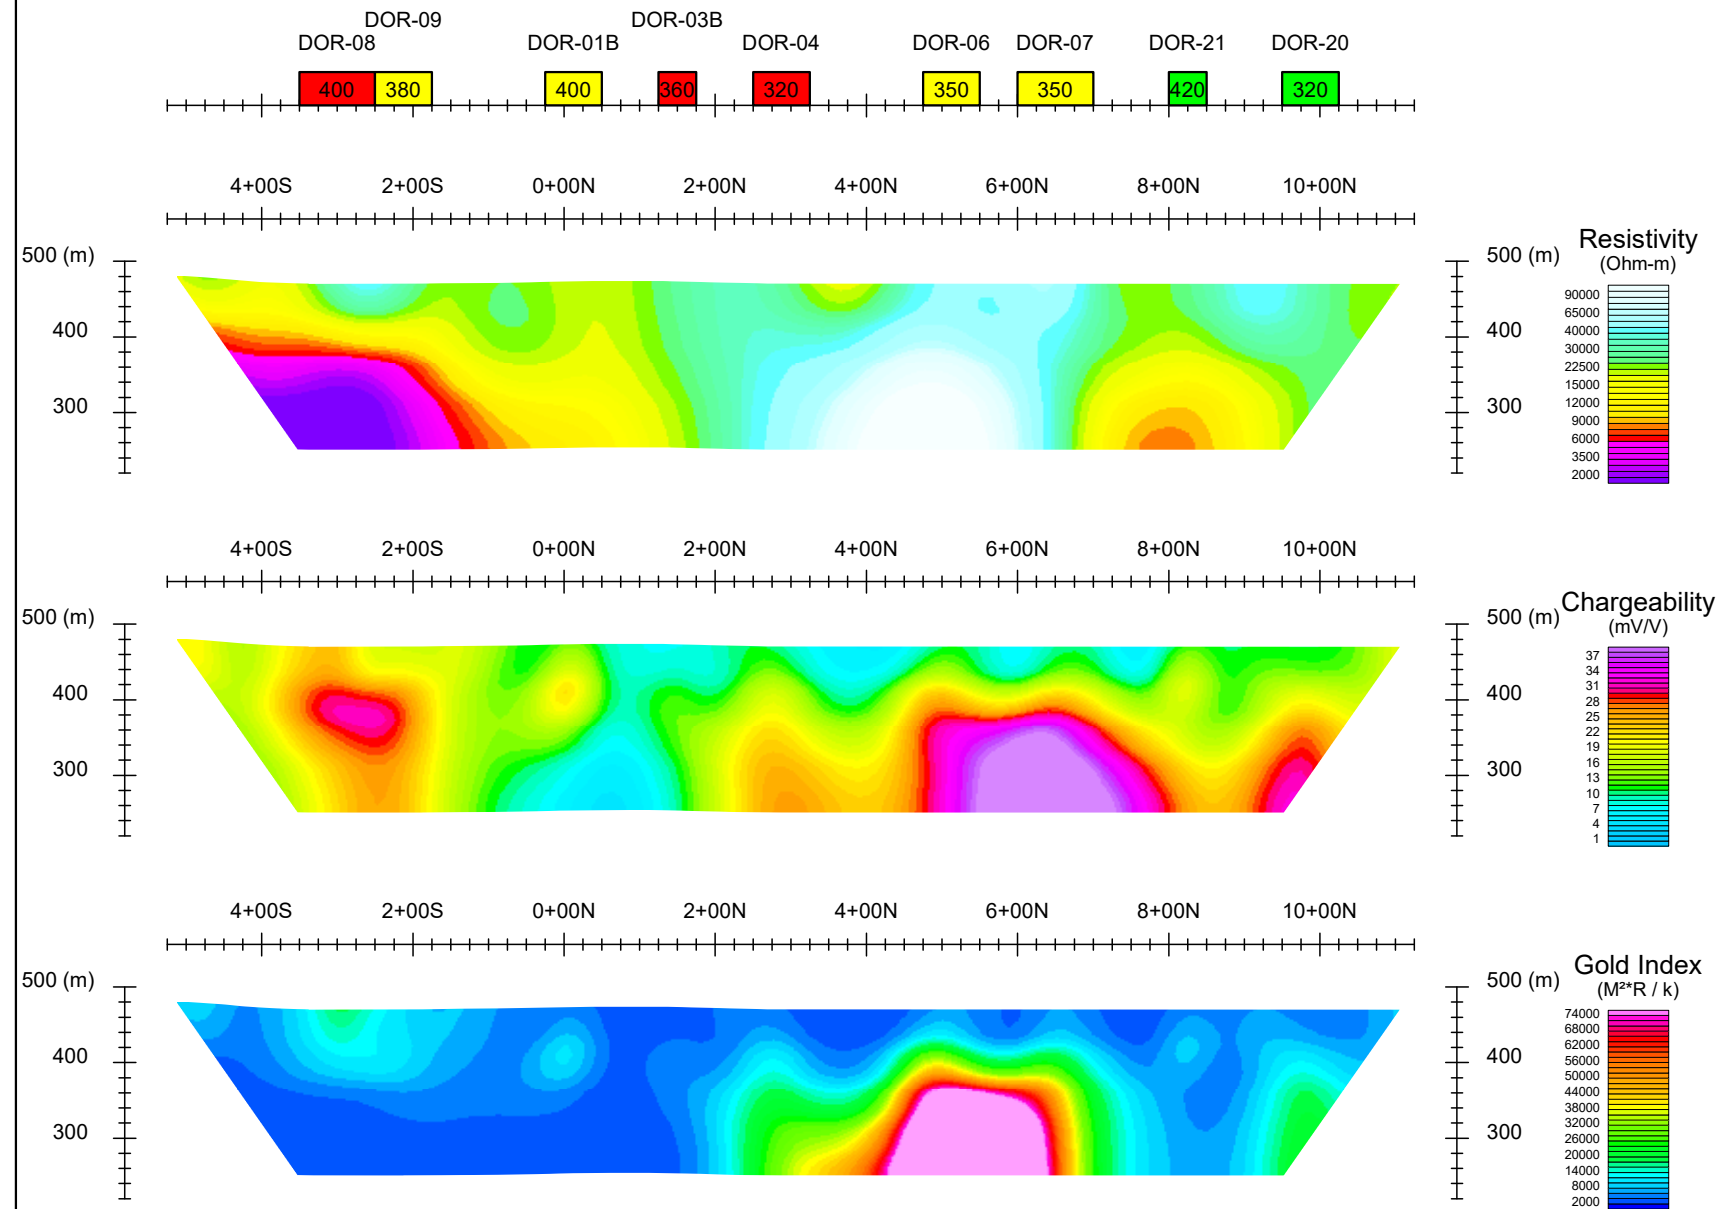 DOR-09 DOR-03B
DOR-08 DOR-01B DOR-04 DOR-06 DOR-07 DOR-21 DOR-20
400 380 400 360 320 350 350 420 320
4+00S 2+00S 0+00N 2+00N 4+00N 6+00N 8+00N 10+00N
500 (m) 500 (m)
400 400
300 300
Resistivity
(Ohm-m)
90000
65000
40000
30000
22500
15000
12000
9000
6000
3500
2000
4+00S 2+00S 0+00N 2+00N 4+00N 6+00N 8+00N 10+00N
500 (m) 500 (m)
400 400
300 300
Chargeability
(mV/V)
37
34
31
28
25
22
19
16
13
10
7
4
1
4+00S 2+00S 0+00N 2+00N 4+00N 6+00N 8+00N 10+00N
500 (m) 500 (m)
400 400
300 300
Gold Index
(M²*R / k)
74000
68000
62000
56000
50000
44000
38000
32000
26000
20000
14000
8000
2000